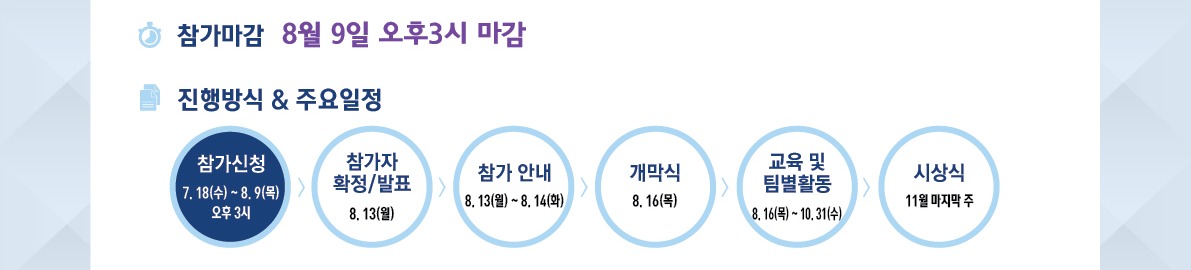 참가마감 8월 9일 오후3시 마감
진행방식 & 주요일정
참가신청
7. 18(수) ~ 8. 9(목)
오후 3시
참가자
확정/발표
8. 13(월)
참가 안내
8. 13(월) ~ 8. 14(화)
개막식
8. 16(목)
교육 및
팀별활동
8. 16(목) ~ 10. 31(수)
시상식
11월 마지막 주